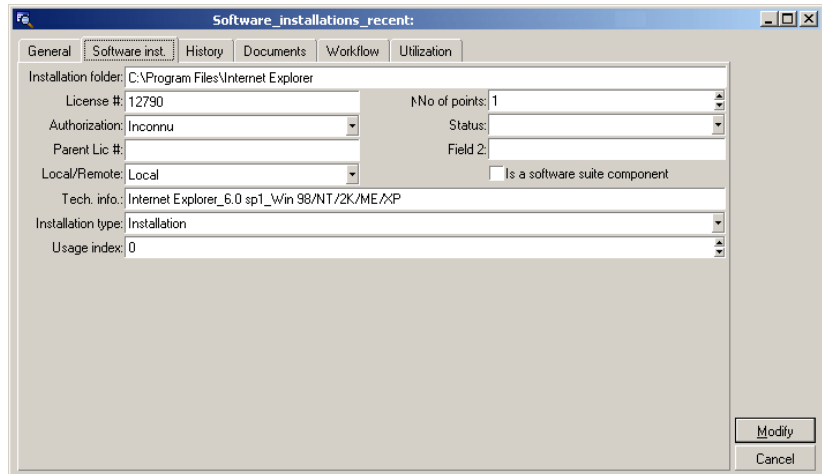 Software_installations_recent:
General Software inst. History Documents Workflow Utilization
Installation folder: C:\Program Files\Internet Explorer
License #: 12790 No of points: 1
Authorization: Inconnu Status:
Parent Lic #: Field 2:
Local/Remote: Local Is a software suite component
Tech. info.: Internet Explorer_6.0 sp1_Win 98/NT/2K/ME/XP
Installation type: Installation
Usage index: 0
Modify
Cancel